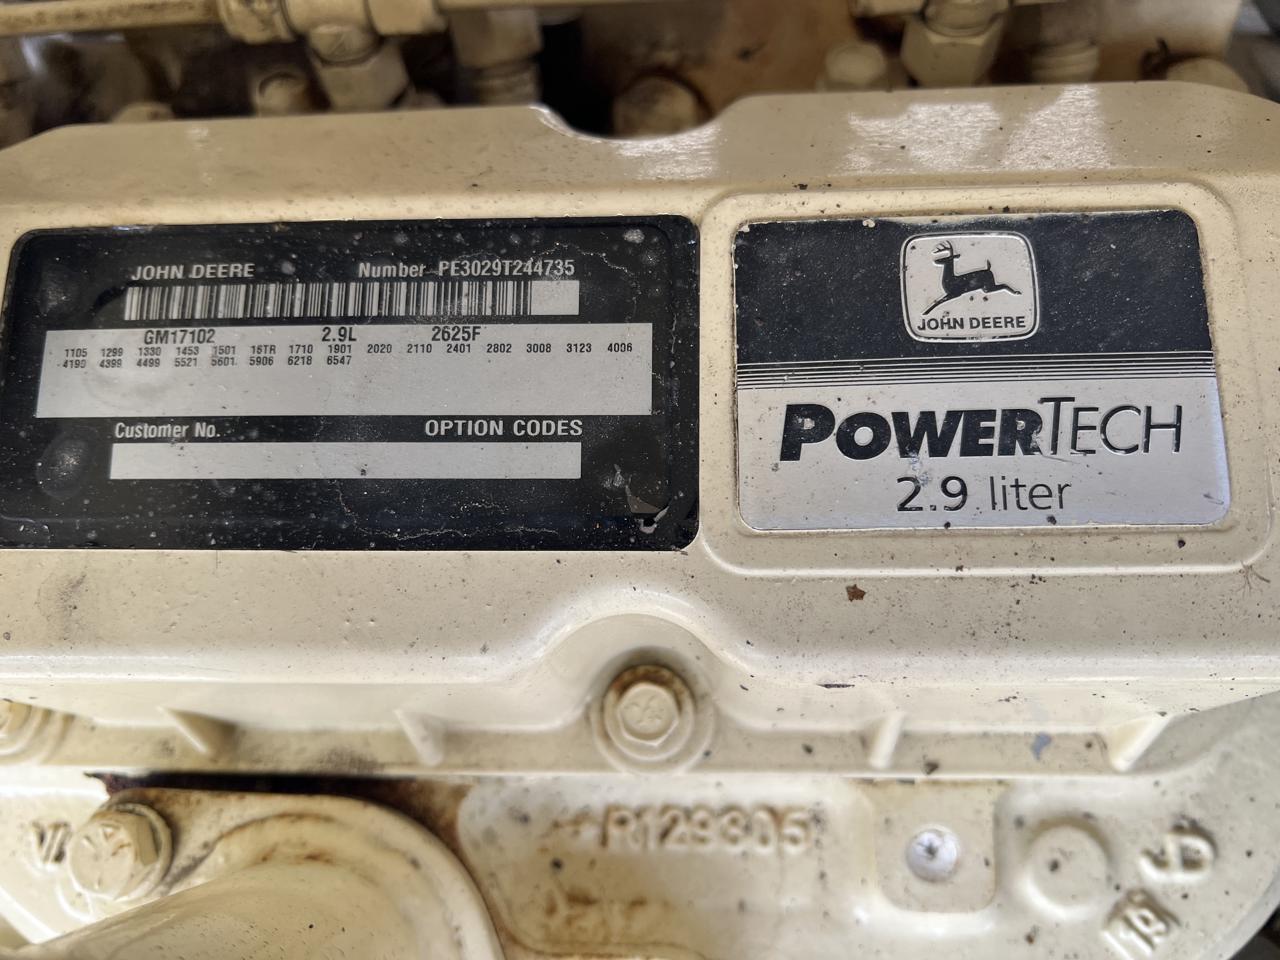 JOHN DEERE Number PE3029T244735
GM17102 2.9L 2625F
1105 1299 1330 1453 1501 16TR 1710 1901 2020 2110 2401 2802 3008 3123 4006
4190 4399 4499 5521 5601 5906 6218 6547
Customer No. OPTION CODES
JOHN DEERE
POWERTECH
2.9 liter
R129305